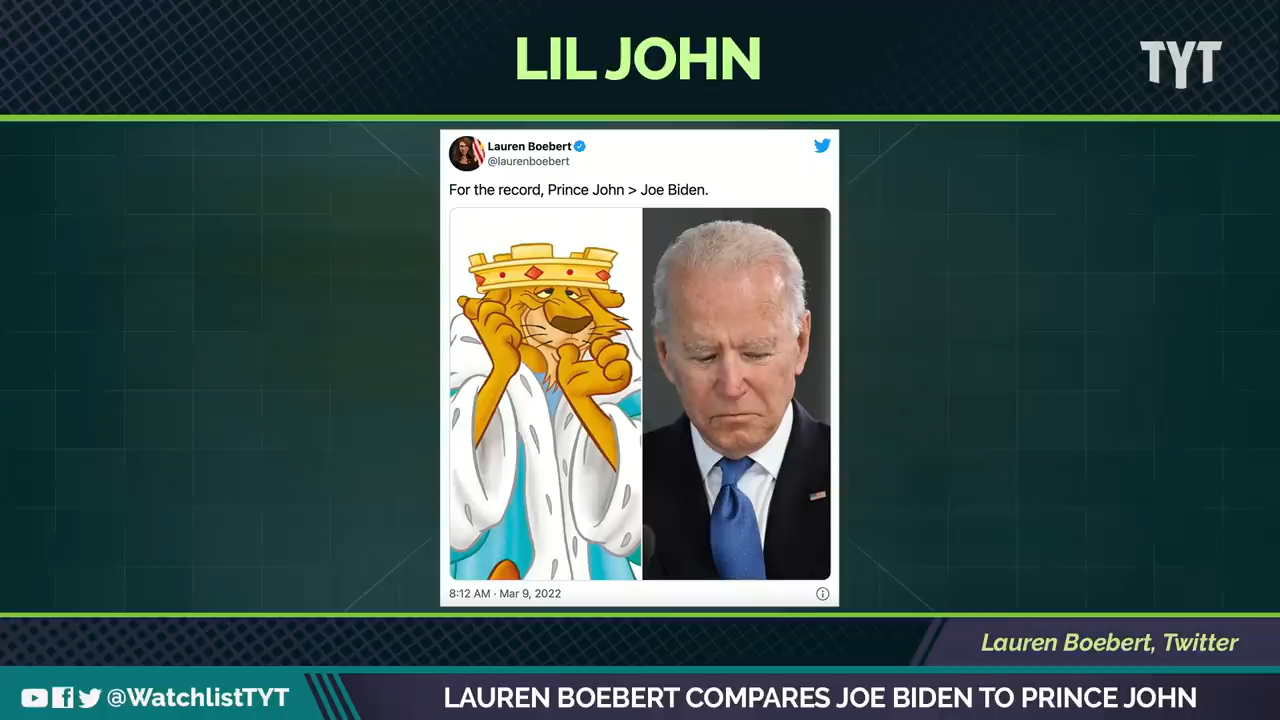 LIL JOHN
TYT
Lauren Boebert
@laurenboebert
For the record, Prince John > Joe Biden.
8:12 AM · Mar 9, 2022
Lauren Boebert, Twitter
@WatchlistTYT
LAUREN BOEBERT COMPARES JOE BIDEN TO PRINCE JOHN